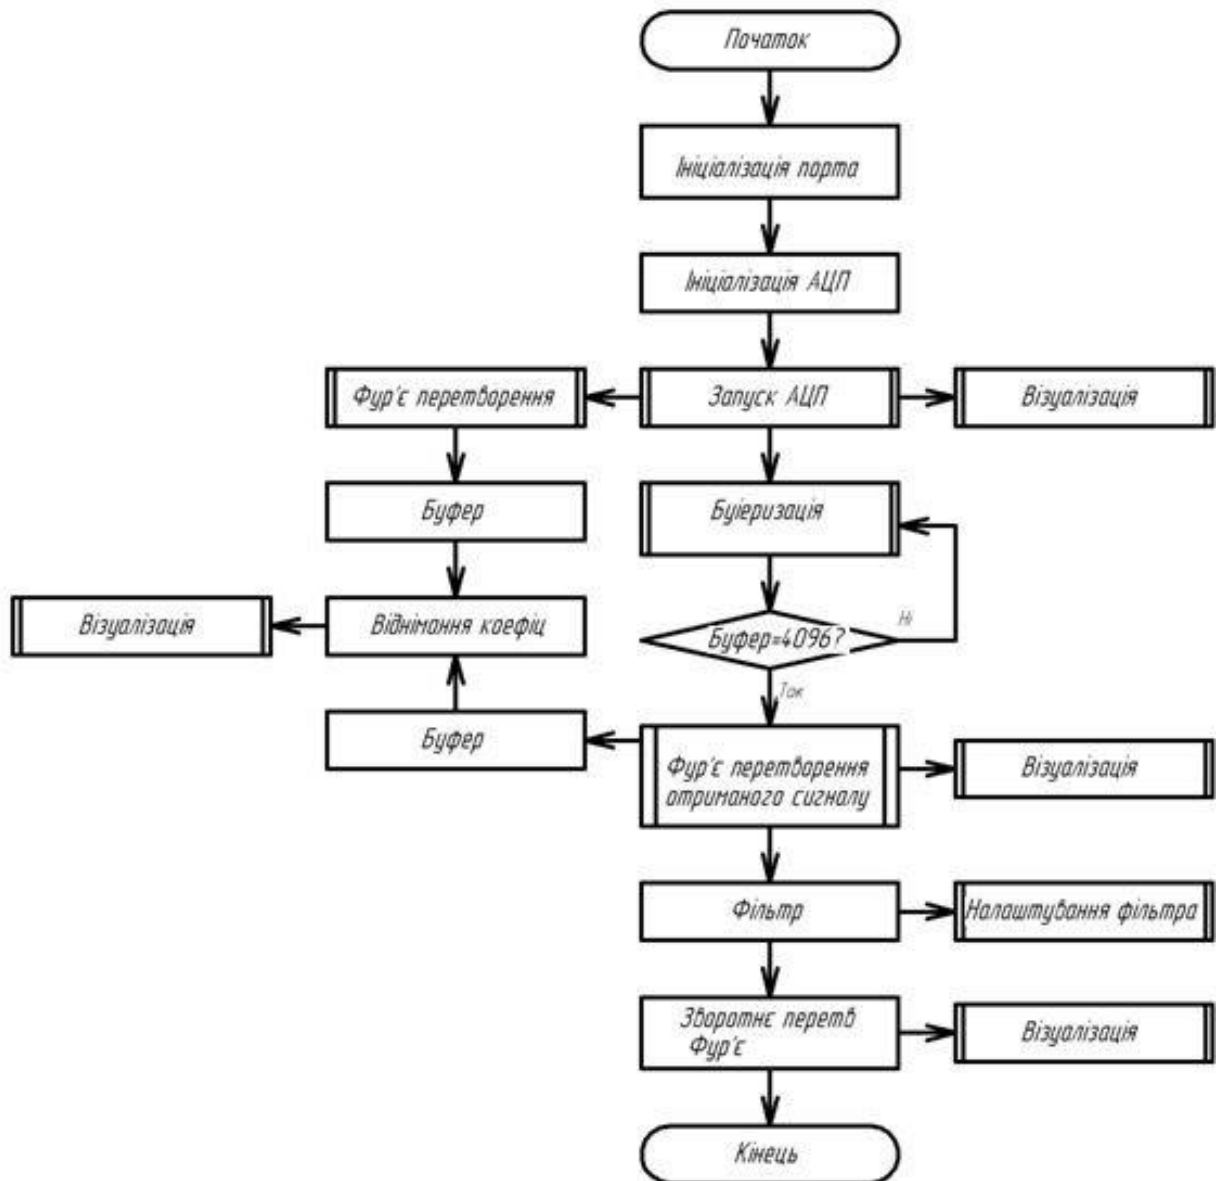 Початок
Ініціалізація порта
Ініціалізація АЦП
Фур'є перетворення
Запуск АЦП
Візуалізація
Буфер
Буіеризація
Візуалізація
Віднімання коефіц
Буфер=4096?
Ні
Так
Буфер
Фур'є перетворення
отриманого сигналу
Візуалізація
Фільтр
Налаштування фільтра
Зворотнє перетв
Фур'є
Візуалізація
Кінець